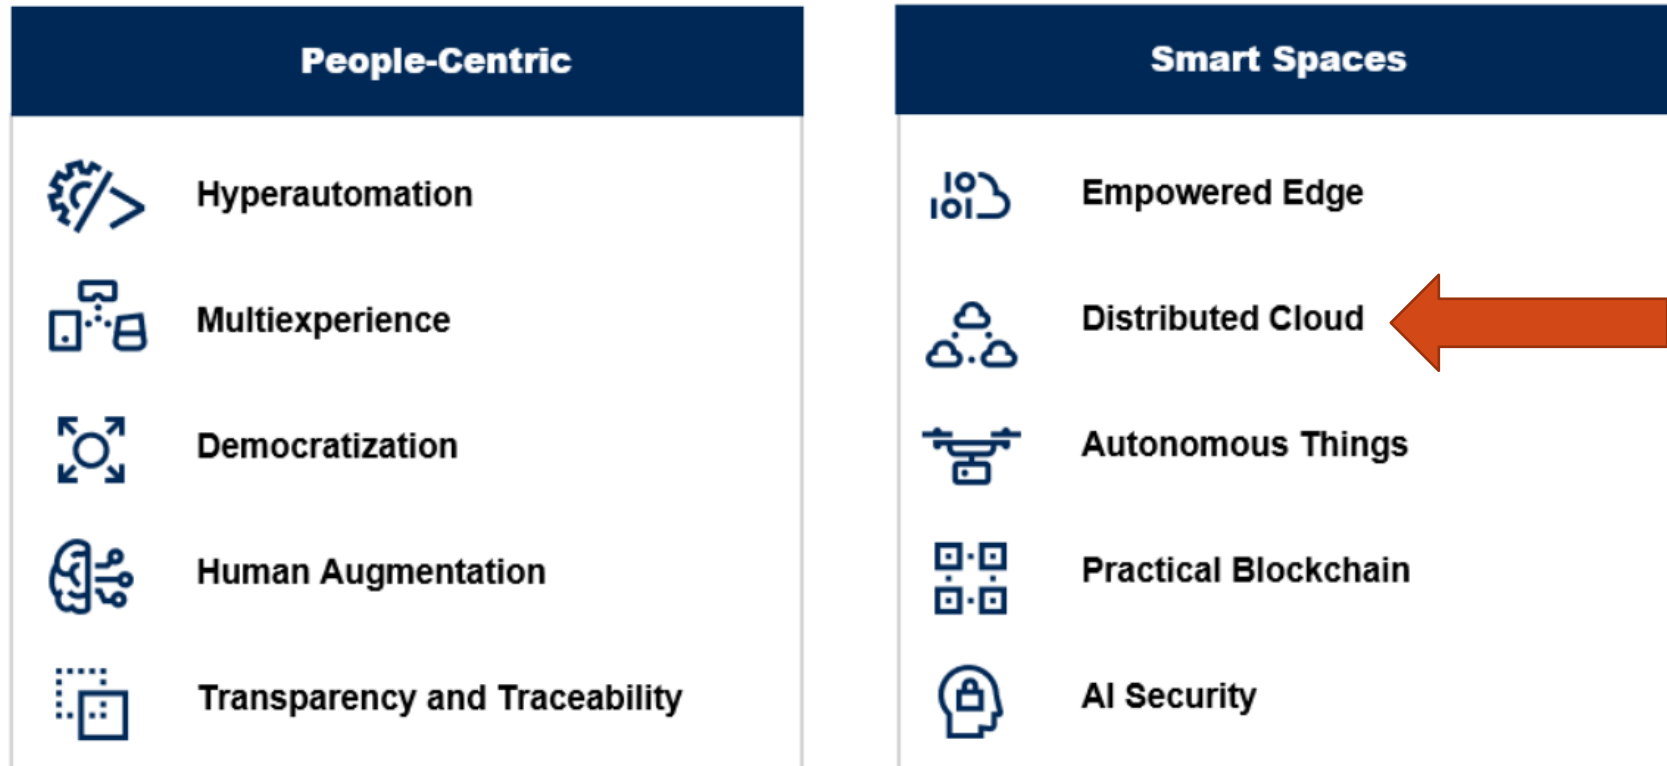 People-Centric
Hyperautomation
Multiexperience
Democratization
Human Augmentation
Transparency and Traceability
Smart Spaces
Empowered Edge
Distributed Cloud
Autonomous Things
Practical Blockchain
AI Security